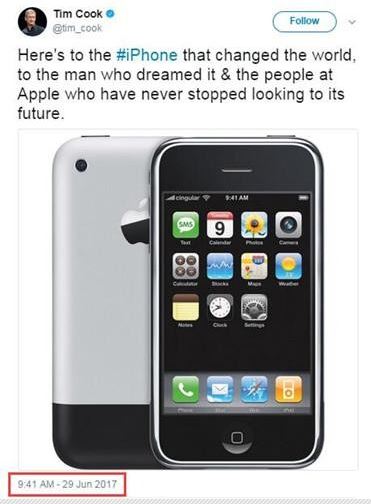 Tim Cook
@tim_cook
Follow
Here's to the #iPhone that changed the world,
to the man who dreamed it & the people at
Apple who have never stopped looking to its
future.
cingular 9:41 AM
SMS Tuesday 9
Text Calendar Photos Camera
Calculator Stocks Maps Weather
Notes Clock Settings
Phone Mail Web iPod
9:41 AM - 29 Jun 2017